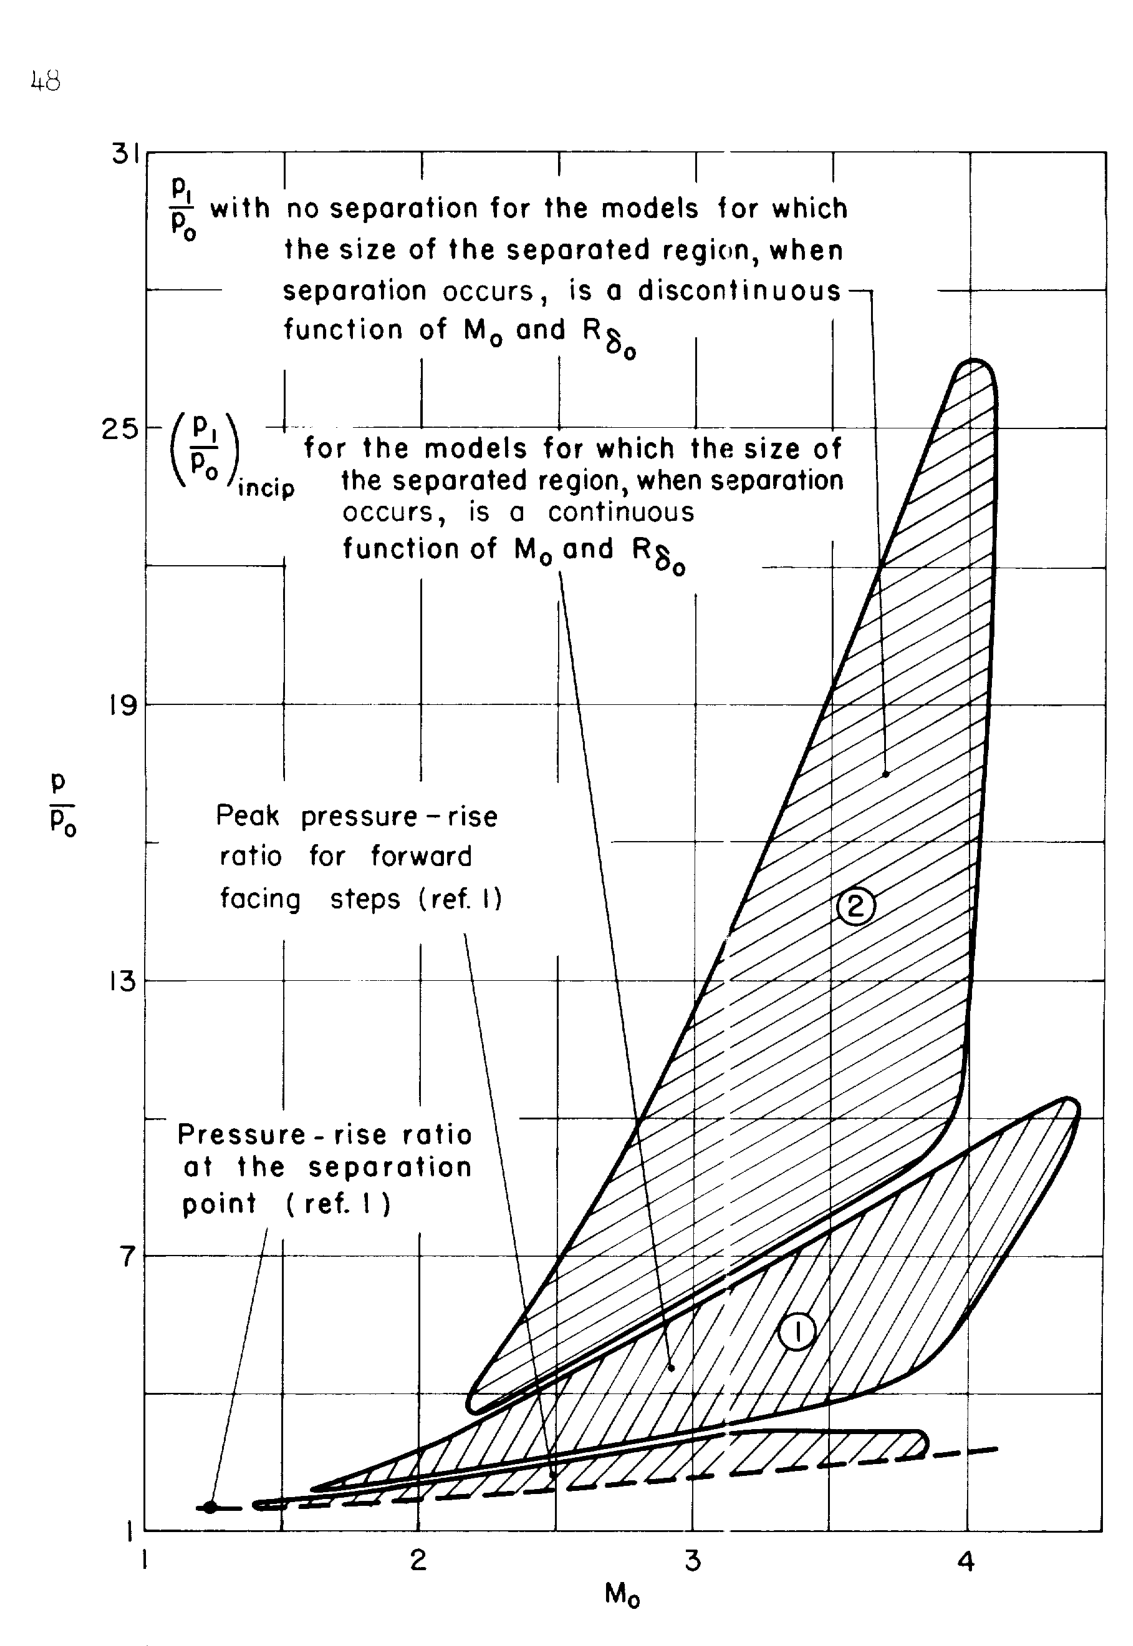 48
31
p₁/p₀ with no separation for the models for which
the size of the separated region, when
separation occurs, is a discontinuous
function of M₀ and Rδ₀
25
(p₁/p₀)incip for the models for which the size of
the separated region, when separation
occurs, is a continuous
function of M₀ and Rδ₀
19
p/p₀
Peak pressure-rise
ratio for forward
facing steps (ref. 1)
2
13
Pressure-rise ratio
at the separation
point (ref. 1)
7
1
1
1 2 3 4
M₀